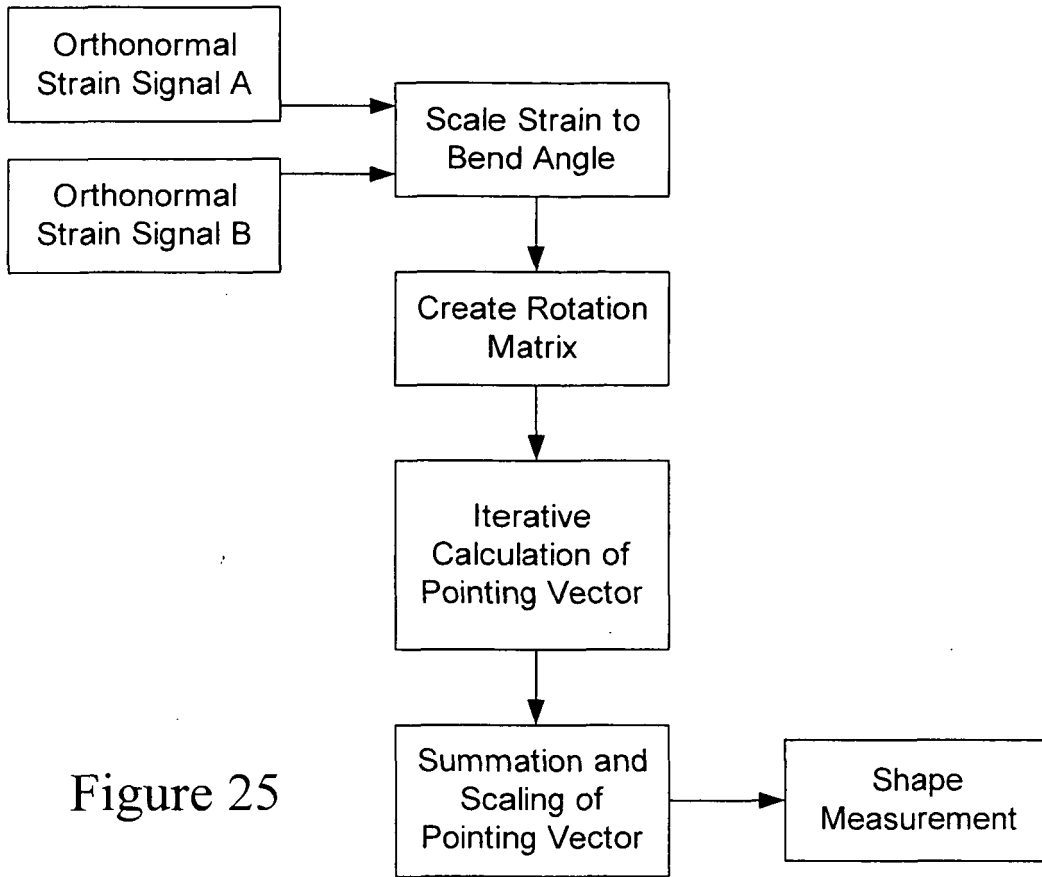 Orthonormal
Strain Signal A
Orthonormal
Strain Signal B
Scale Strain to
Bend Angle
Create Rotation
Matrix
Iterative
Calculation of
Pointing Vector
Summation and
Scaling of
Pointing Vector
Shape
Measurement
Figure 25